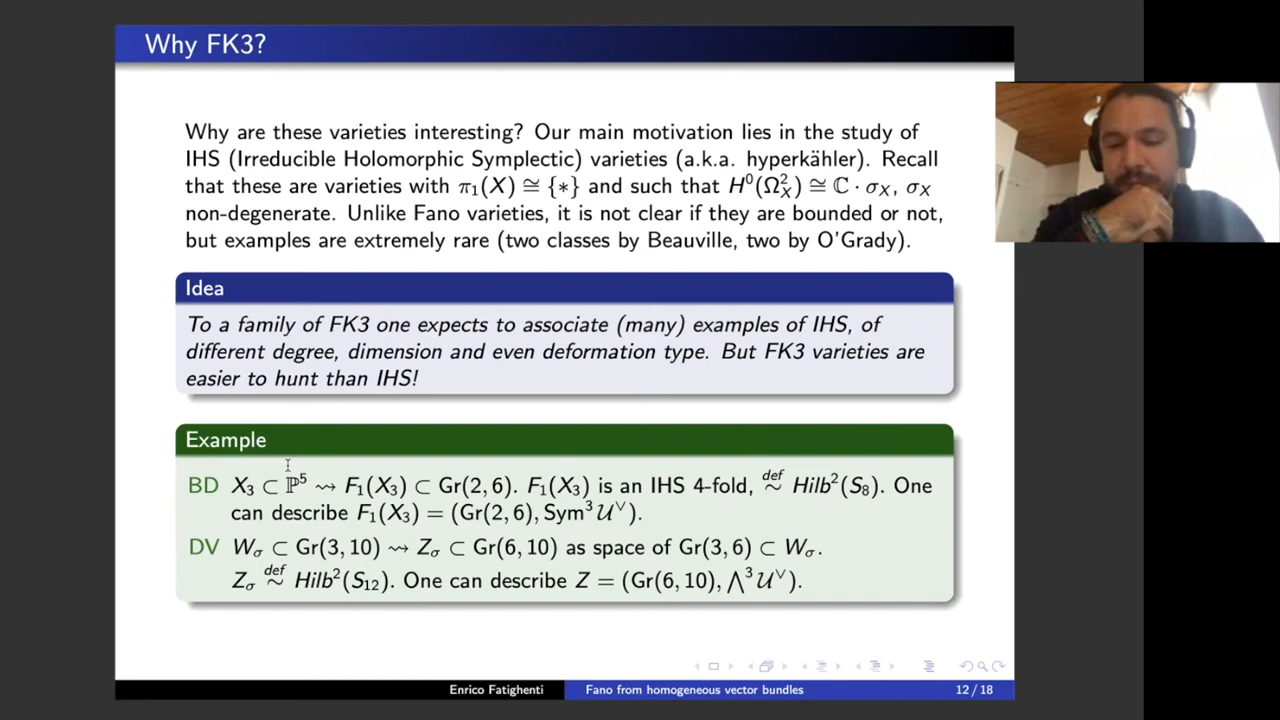 Why FK3?
Why are these varieties interesting? Our main motivation lies in the study of
IHS (Irreducible Holomorphic Symplectic) varieties (a.k.a. hyperkähler). Recall
that these are varieties with π₁(X) ≅ {∗} and such that H⁰(Ω²_X) ≅ ℂ · σ_X, σ_X
non-degenerate. Unlike Fano varieties, it is not clear if they are bounded or not,
but examples are extremely rare (two classes by Beauville, two by O'Grady).
Idea
To a family of FK3 one expects to associate (many) examples of IHS, of
different degree, dimension and even deformation type. But FK3 varieties are
easier to hunt than IHS!
Example
BD X₃ ⊂ ℙ⁵ ⇝ F₁(X₃) ⊂ Gr(2, 6). F₁(X₃) is an IHS 4-fold, ~^{def} Hilb²(S₈). One
can describe F₁(X₃) = (Gr(2, 6), Sym³ 𝒰^∨).
DV W_σ ⊂ Gr(3, 10) ⇝ Z_σ ⊂ Gr(6, 10) as space of Gr(3, 6) ⊂ W_σ.
Z_σ ~^{def} Hilb²(S₁₂). One can describe Z = (Gr(6, 10), ⋀³ 𝒰^∨).
Enrico Fatighenti Fano from homogeneous vector bundles 12 / 18